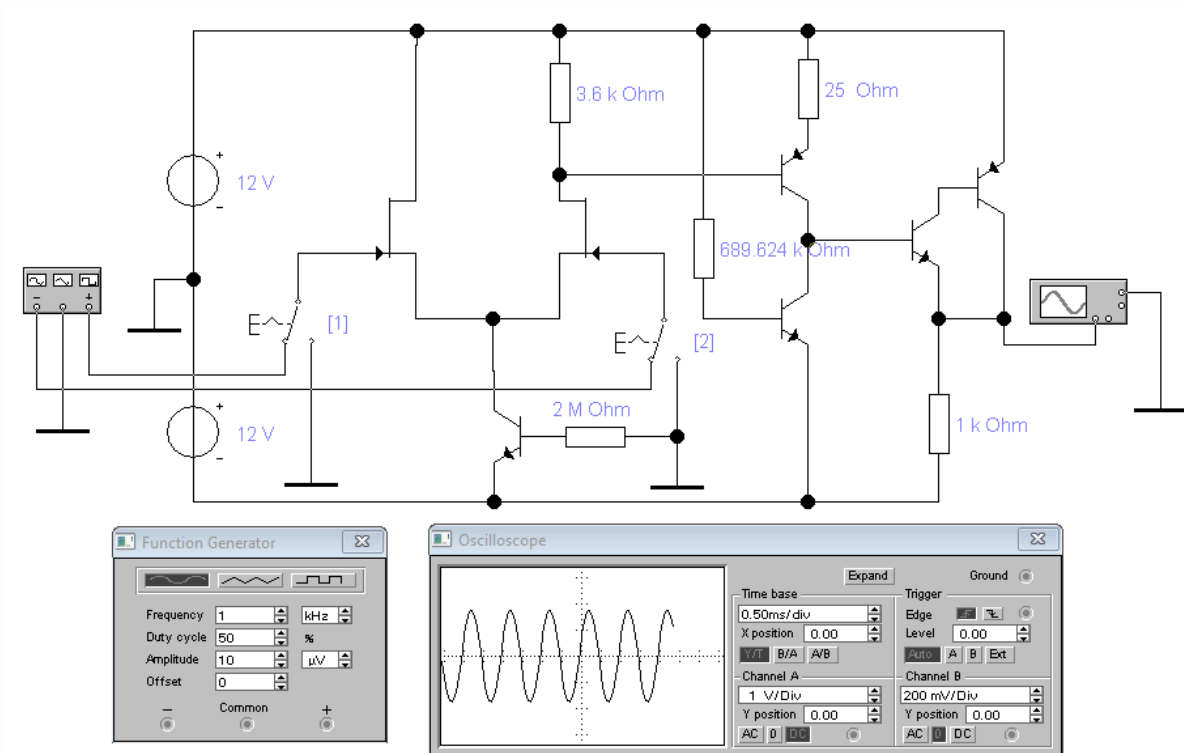 3.6 k Ohm
25 Ohm
12 V
689.624 k Ohm
[1]
[2]
E
E
2 M Ohm
12 V
1 k Ohm
Function Generator
Frequency 1 kHz
Duty cycle 50 %
Amplitude 10 µV
Offset 0
− Common +
Oscilloscope
Expand Ground
Time base
0.50ms/div
X position 0.00
Y/T B/A A/B
Trigger
Edge
Level 0.00
Auto A B Ext
Channel A
1 V/Div
Y position 0.00
AC 0 DC
Channel B
200 mV/Div
Y position 0.00
AC 0 DC